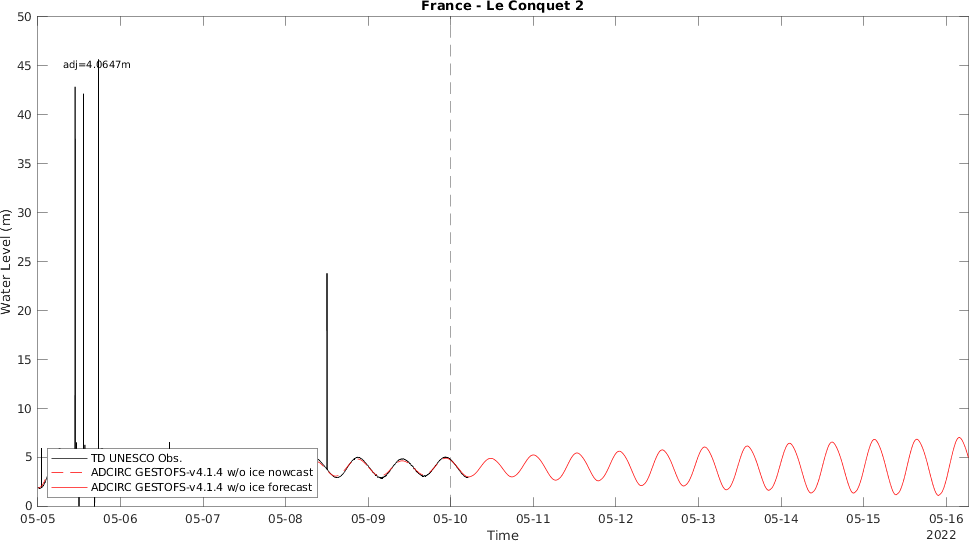 France - Le Conquet 2
50
45
40
35
30
25
20
15
10
5
0
Water Level (m)
adj=4.0647m
TD UNESCO Obs.
ADCIRC GESTOFS-v4.1.4 w/o ice nowcast
ADCIRC GESTOFS-v4.1.4 w/o ice forecast
05-05 05-06 05-07 05-08 05-09 05-10 05-11 05-12 05-13 05-14 05-15 05-16
2022
Time